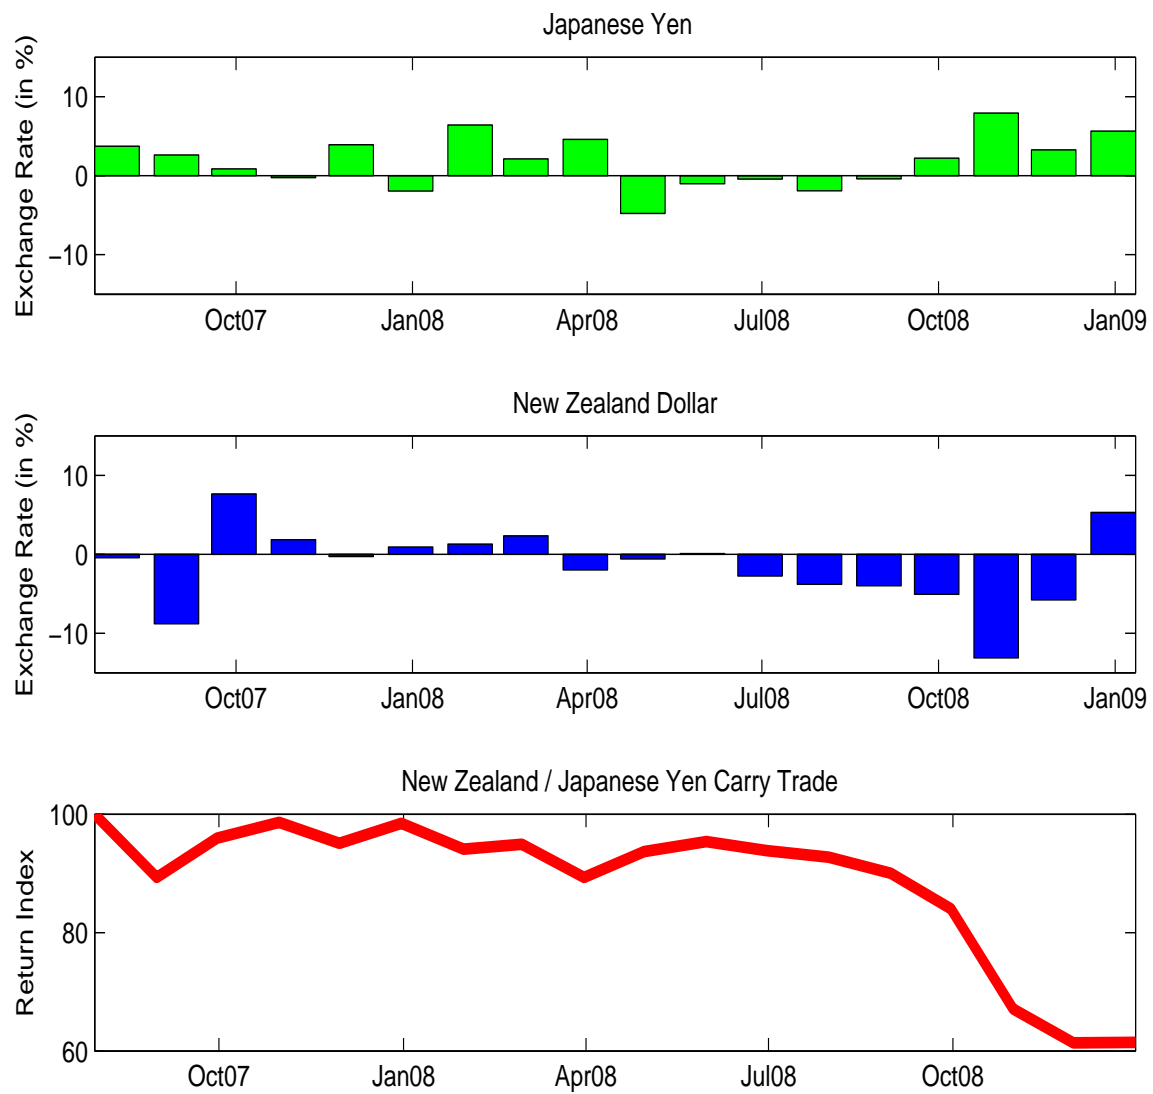 Japanese Yen
Exchange Rate (in %)
10
0
−10
Oct07 Jan08 Apr08 Jul08 Oct08 Jan09
New Zealand Dollar
Exchange Rate (in %)
10
0
−10
Oct07 Jan08 Apr08 Jul08 Oct08 Jan09
New Zealand / Japanese Yen Carry Trade
Return Index
100
80
60
Oct07 Jan08 Apr08 Jul08 Oct08